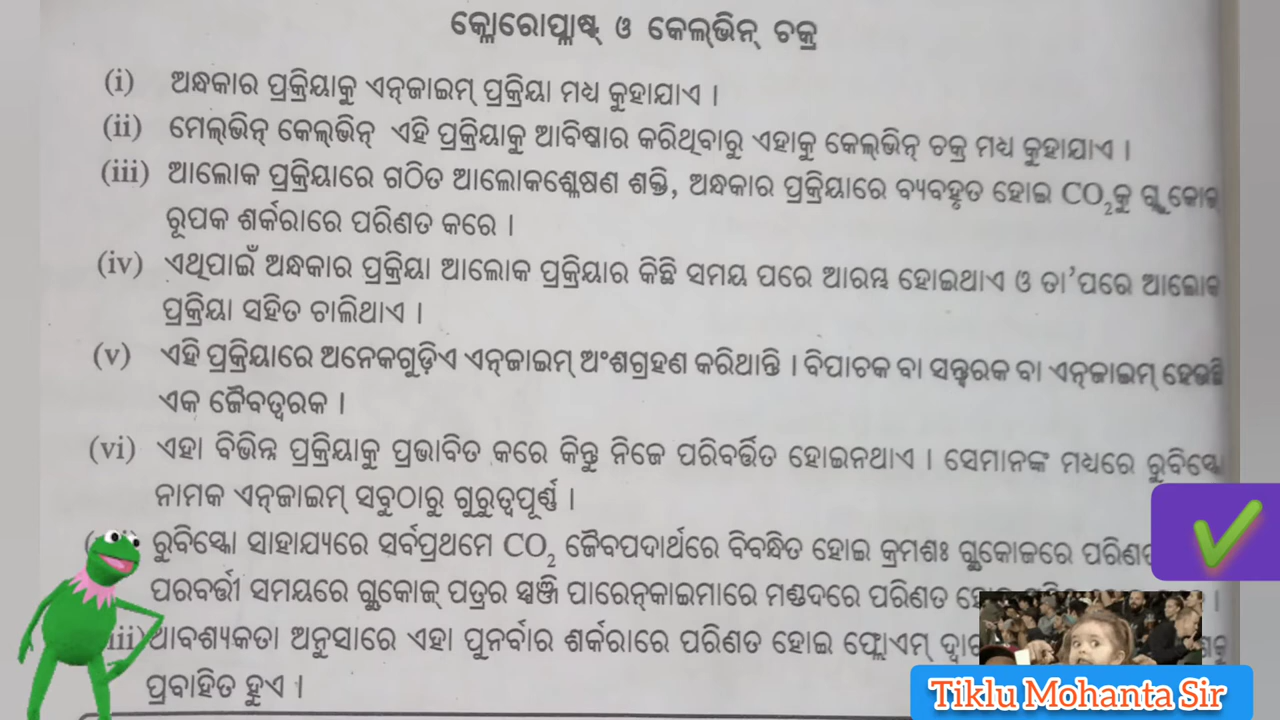 କ୍ଲୋରୋପ୍ଲାଷ୍ଟ୍ ଓ କେଲ୍‌ଭିନ୍ ଚକ୍ର
(i) ଅନ୍ଧକାର ପ୍ରକ୍ରିୟାକୁ ଏନ୍‌ଜାଇମ୍ ପ୍ରକ୍ରିୟା ମଧ୍ୟ କୁହାଯାଏ ।
(ii) ମେଲ୍‌ଭିନ୍ କେଲ୍‌ଭିନ୍ ଏହି ପ୍ରକ୍ରିୟାକୁ ଆବିଷ୍କାର କରିଥିବାରୁ ଏହାକୁ କେଲ୍‌ଭିନ୍ ଚକ୍ର ମଧ୍ୟ କୁହାଯାଏ ।
(iii) ଆଲୋକ ପ୍ରକ୍ରିୟାରେ ଗଠିତ ଆଲୋକଶ୍ଳେଷଣ ଶକ୍ତି, ଅନ୍ଧକାର ପ୍ରକ୍ରିୟାରେ ବ୍ୟବହୃତ ହୋଇ CO₂କୁ ଗ୍ଲୁକୋଜ୍
ରୂପକ ଶର୍କରାରେ ପରିଣତ କରେ ।
(iv) ଏଥିପାଇଁ ଅନ୍ଧକାର ପ୍ରକ୍ରିୟା ଆଲୋକ ପ୍ରକ୍ରିୟାର କିଛି ସମୟ ପରେ ଆରମ୍ଭ ହୋଇଥାଏ ଓ ତା’ପରେ ଆଲୋକ
ପ୍ରକ୍ରିୟା ସହିତ ଚାଲିଥାଏ ।
(v) ଏହି ପ୍ରକ୍ରିୟାରେ ଅନେକଗୁଡ଼ିଏ ଏନ୍‌ଜାଇମ୍ ଅଂଶଗ୍ରହଣ କରିଥାନ୍ତି । ବିପାଚକ ବା ସନ୍ତ୍ୱରକ ବା ଏନ୍‌ଜାଇମ୍ ହେଉଛି
ଏକ ଜୈବତ୍ୱରକ ।
(vi) ଏହା ବିଭିନ୍ନ ପ୍ରକ୍ରିୟାକୁ ପ୍ରଭାବିତ କରେ କିନ୍ତୁ ନିଜେ ପରିବର୍ତ୍ତିତ ହୋଇନଥାଏ । ସେମାନଙ୍କ ମଧ୍ୟରେ ରୁବିସ୍କୋ
ନାମକ ଏନ୍‌ଜାଇମ୍ ସବୁଠାରୁ ଗୁରୁତ୍ୱପୂର୍ଣ୍ଣ ।
ରୁବିସ୍କୋ ସାହାଯ୍ୟରେ ସର୍ବପ୍ରଥମେ CO₂ ଜୈବପଦାର୍ଥରେ ବିବନ୍ଧିତ ହୋଇ କ୍ରମଶଃ ଗ୍ଲୁକୋଜରେ
ପରବର୍ତ୍ତୀ ସମୟରେ ଗ୍ଲୁକୋଜ୍ ପତ୍ରର ସ୍ପଞ୍ଜି ପାରେନ୍‌କାଇମାରେ ମଣ୍ଡଦରେ ପରିଣତ
ଆବଶ୍ୟକତା ଅନୁସାରେ ଏହା ପୁନର୍ବାର ଶର୍କରାରେ ପରିଣତ ହୋଇ ଫ୍ଲୋଏମ୍
ପ୍ରବାହିତ ହୁଏ ।
Tiklu Mohanta Sir